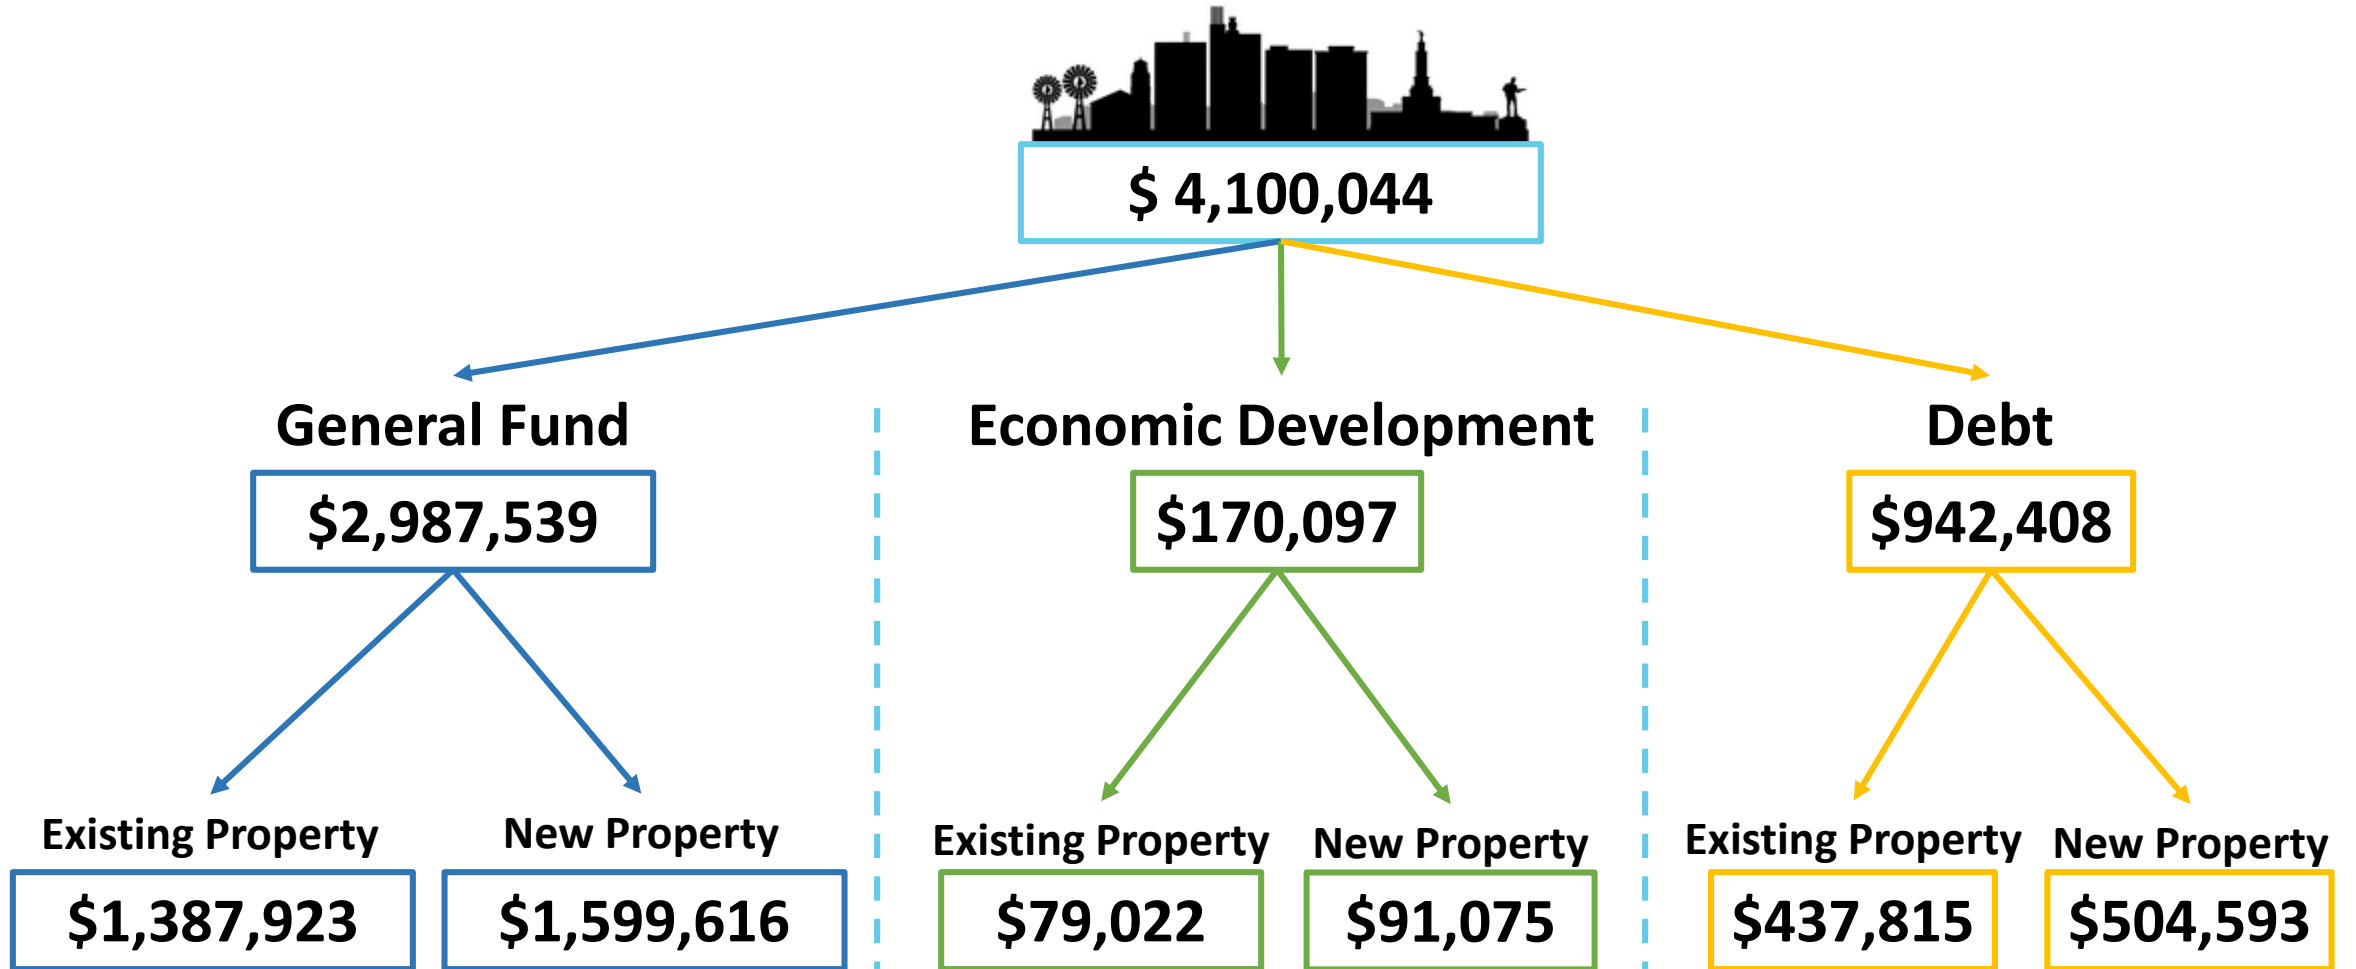 $ 4,100,044
General Fund
Economic Development
Debt
$2,987,539
$170,097
$942,408
Existing Property
New Property
Existing Property
New Property
Existing Property
New Property
$1,387,923
$1,599,616
$79,022
$91,075
$437,815
$504,593